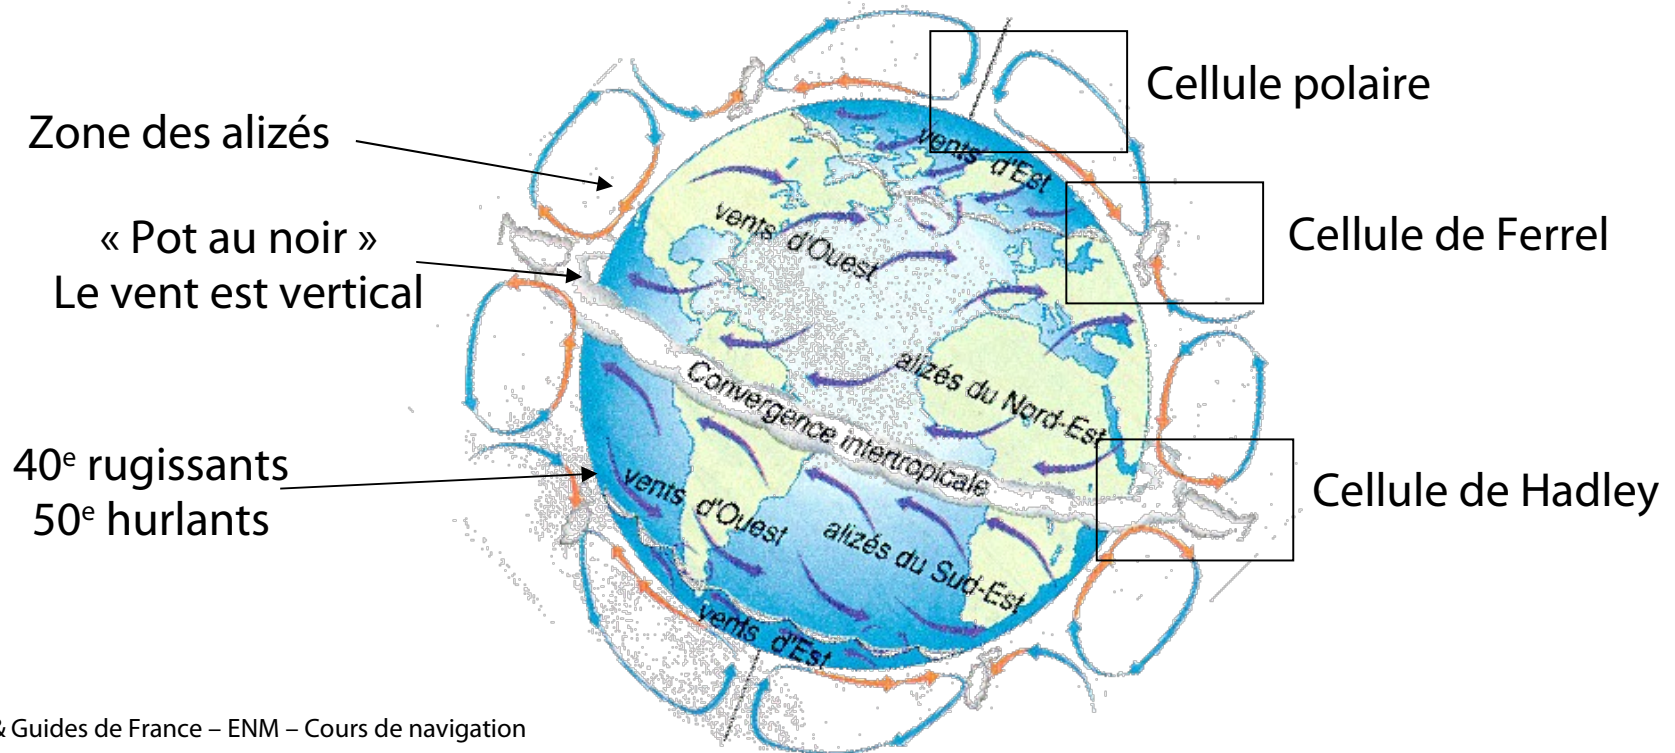 Cellule polaire
Zone des alizés
vents d'Est
« Pot au noir »
Le vent est vertical
vents d'Ouest
Cellule de Ferrel
alizés du Nord-Est
Convergence intertropicale
40e rugissants
50e hurlants
vents d'Ouest
alizés du Sud-Est
Cellule de Hadley
vents d'Est
& Guides de France – ENM – Cours de navigation